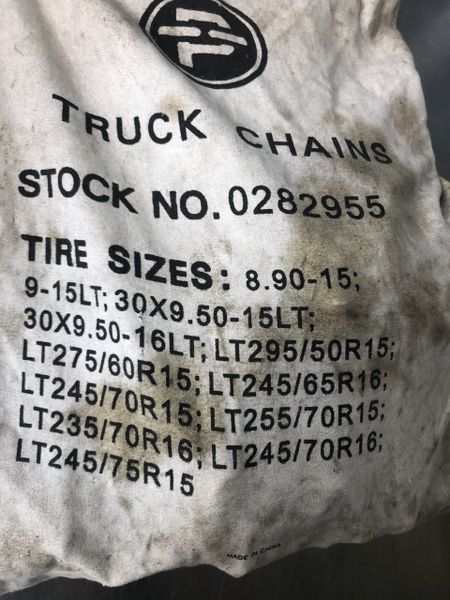 TRUCK CHAINS
STOCK NO. 0282955
TIRE SIZES: 8.90-15;
9-15LT; 30X9.50-15LT;
30X9.50-16LT; LT295/50R15;
LT275/60R15; LT245/65R16;
LT245/70R15; LT255/70R15;
LT235/70R16; LT245/70R16;
LT245/75R15
MADE IN CHINA